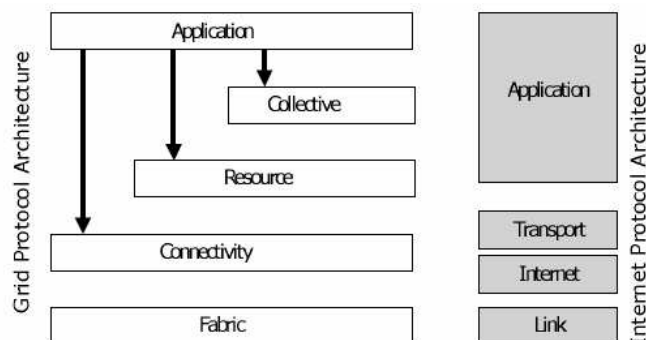 Grid Protocol Architecture
Application
Collective
Resource
Connectivity
Fabric
Application
Transport
Internet
Link
Internet Protocol Architecture